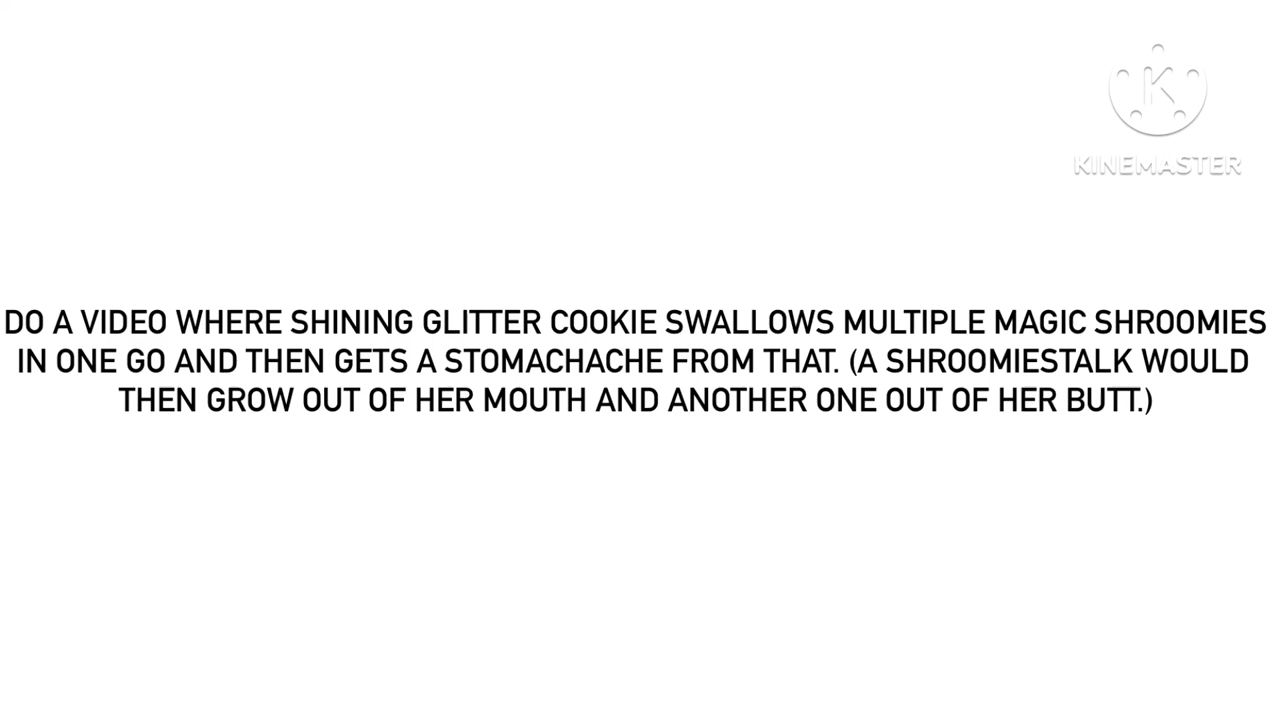 KINEMASTER
DO A VIDEO WHERE SHINING GLITTER COOKIE SWALLOWS MULTIPLE MAGIC SHROOMIES
IN ONE GO AND THEN GETS A STOMACHACHE FROM THAT. (A SHROOMIESTALK WOULD
THEN GROW OUT OF HER MOUTH AND ANOTHER ONE OUT OF HER BUTT.)